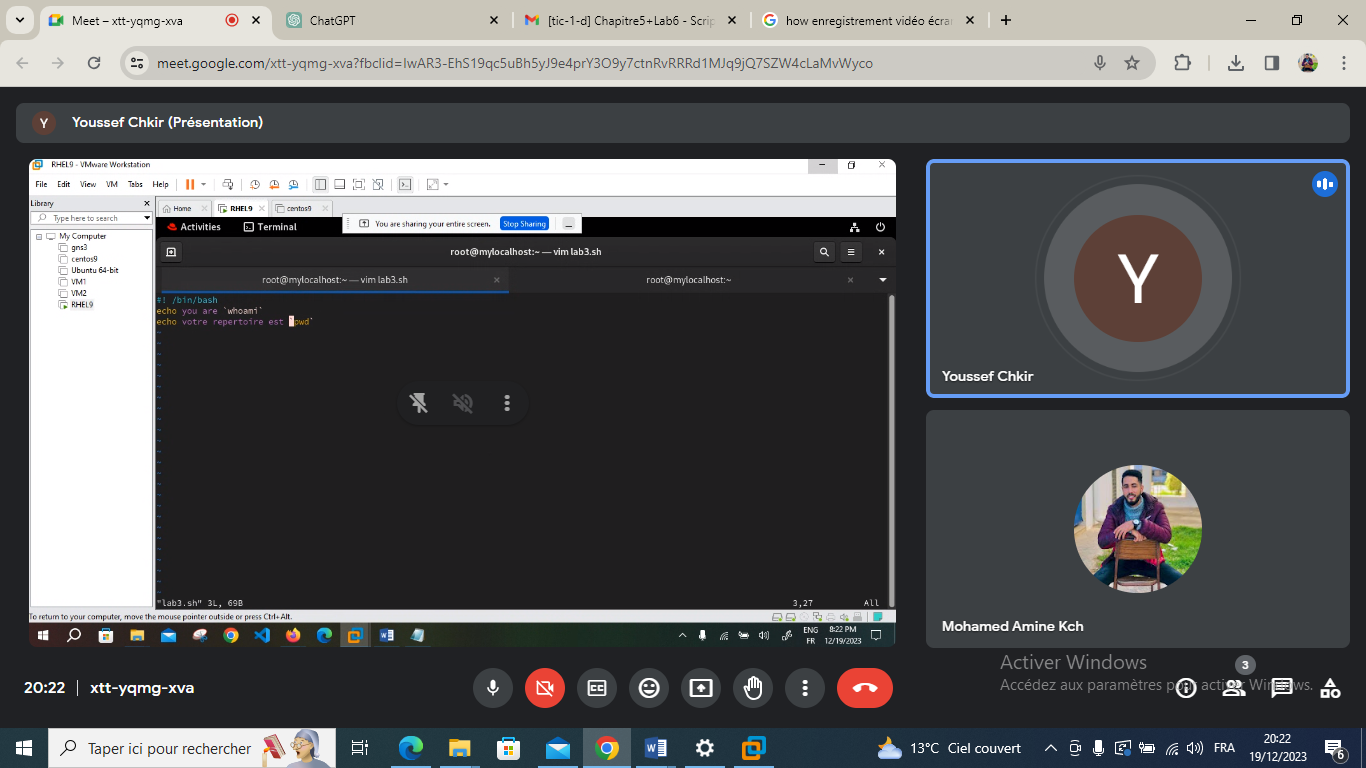 Meet – xtt-yqmg-xva
ChatGPT
[tic-1-d] Chapitre5+Lab6 - Scrip
how enregistrement vidéo écra
meet.google.com/xtt-yqmg-xva?fbclid=IwAR3-EhS19qc5uBh5yJ9e4prY3O9y7ctnRvRRRd1MJq9jQ7SZW4cLaMvWyco
Y Youssef Chkir (Présentation)
RHEL9 - VMware Workstation
File Edit View VM Tabs Help
Library
Type here to search
My Computer
gns3
centos9
Ubuntu 64-bit
VM1
VM2
RHEL9
Home RHEL9 centos9
You are sharing your entire screen. Stop Sharing
Activities Terminal
root@mylocalhost:~ — vim lab3.sh
root@mylocalhost:~ — vim lab3.sh root@mylocalhost:~
#! /bin/bash
echo you are `whoami`
echo votre repertoire est `pwd`
"lab3.sh" 3L, 69B 3,27 All
To return to your computer, move the mouse pointer outside or press Ctrl+Alt.
ENG
FR
8:22 PM
12/19/2023
Y
Youssef Chkir
Mohamed Amine Kch
20:22 | xtt-yqmg-xva
3
Activer Windows
Accédez aux paramètres pour activer Windows.
Taper ici pour rechercher
13°C Ciel couvert
FRA
20:22
19/12/2023
6